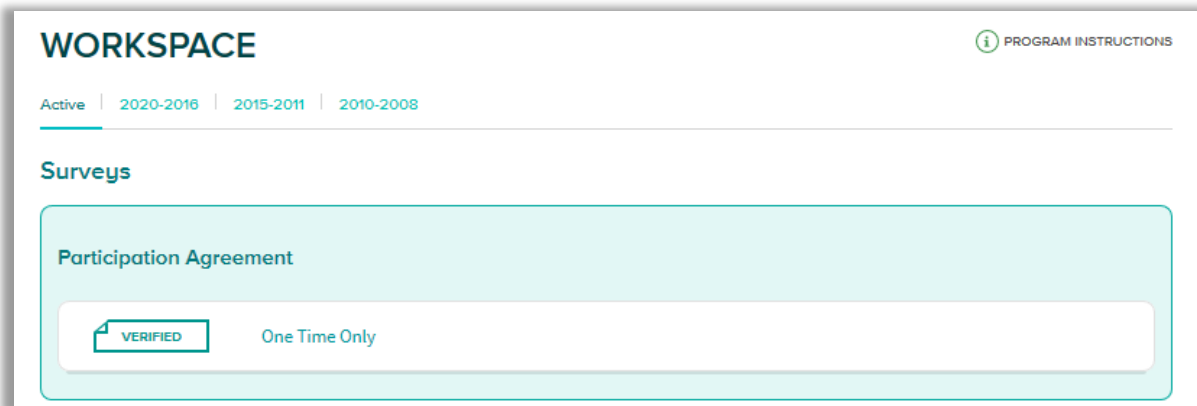 WORKSPACE
PROGRAM INSTRUCTIONS
Active | 2020-2016 | 2015-2011 | 2010-2008
Surveys
Participation Agreement
VERIFIED One Time Only